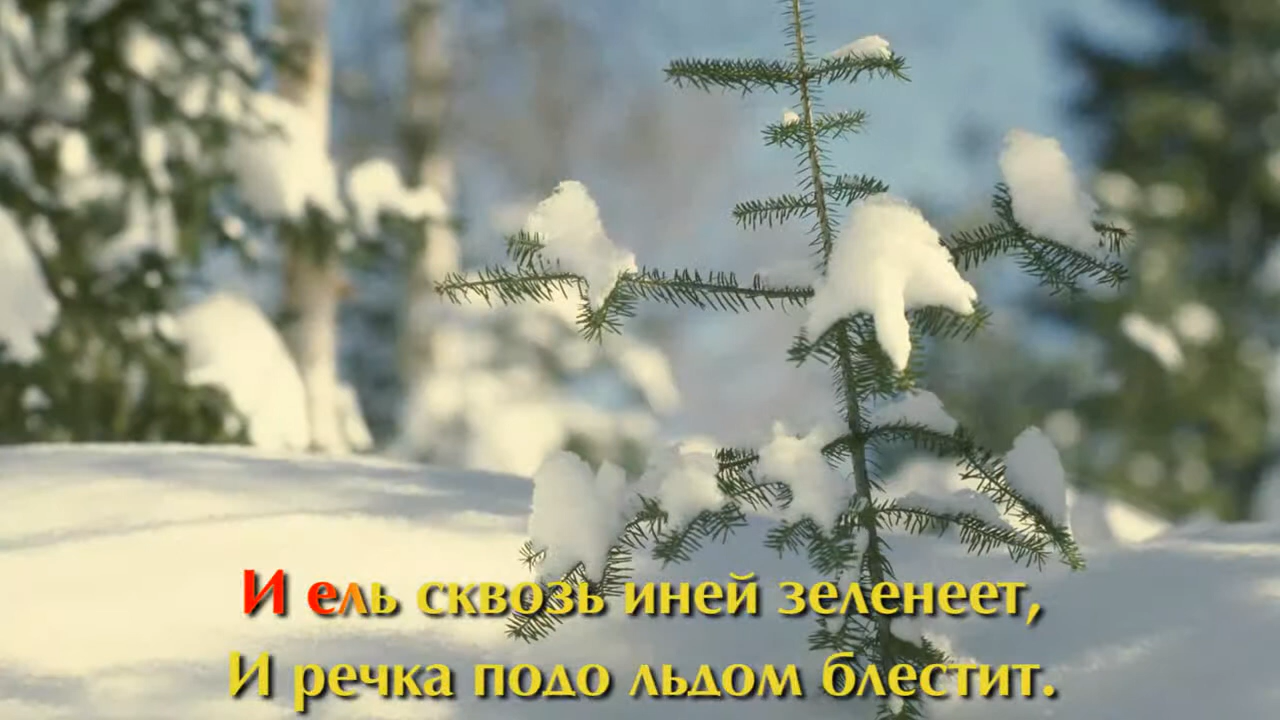 И ель сквозь иней зеленеет,
И речка подо льдом блестит.